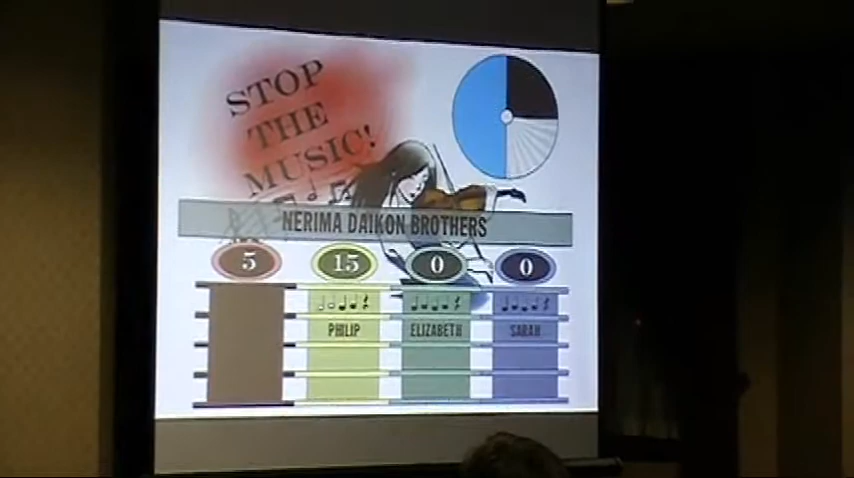 STOP
THE
MUSIC!
NERIMA DAIKON BROTHERS
5 15 0 0
PHILIP ELIZABETH SARAH